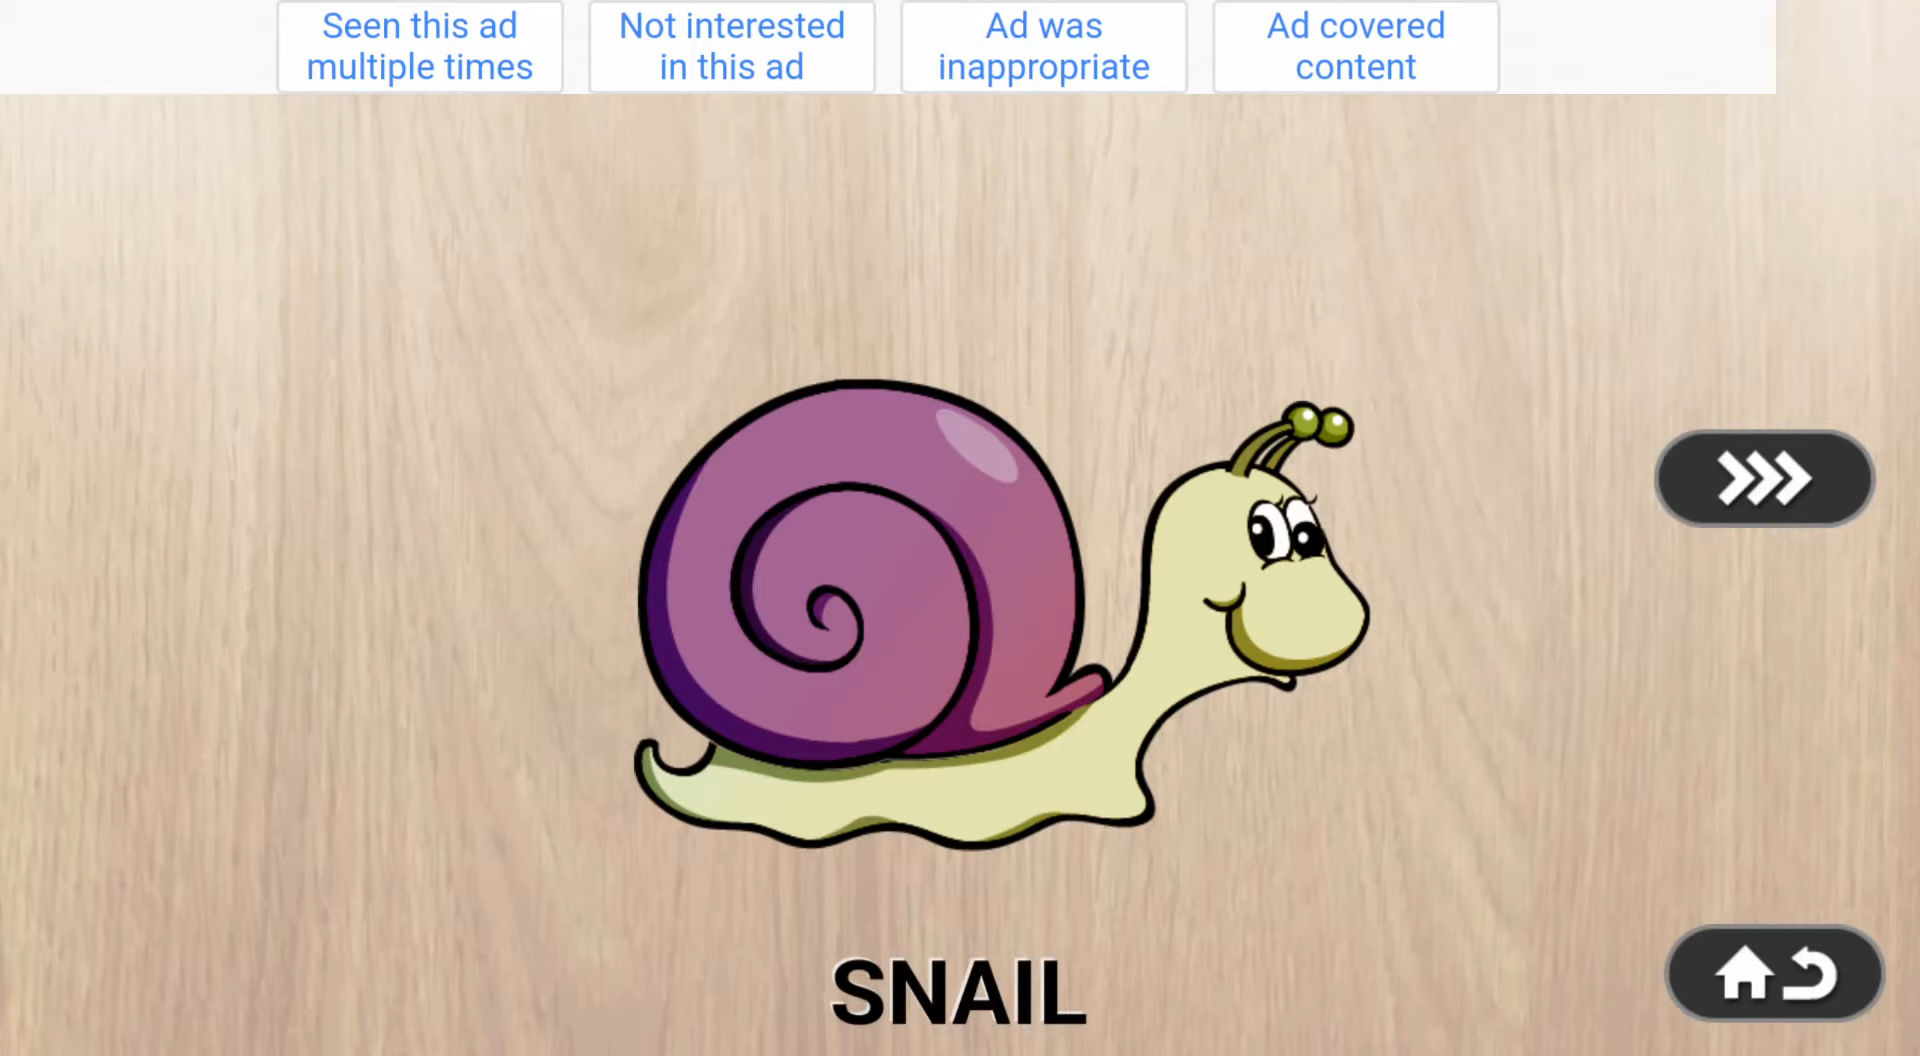 Seen this ad
multiple times
Not interested
in this ad
Ad was
inappropriate
Ad covered
content
SNAIL